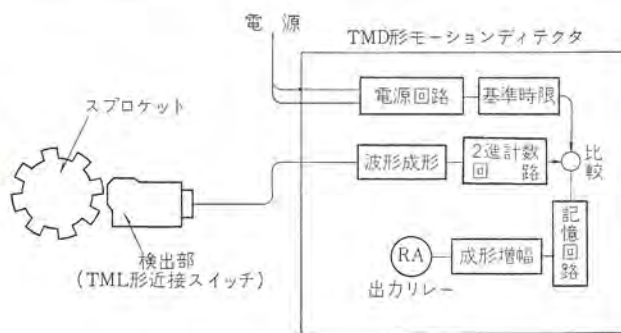 電 源
TMD形モーションディテクタ
スプロケット
電源回路
基準時限
波形成形
2進計数
回 路
比較
検出部
(TML形近接スイッチ)
RA
出力リレー
成形増幅
記憶回路